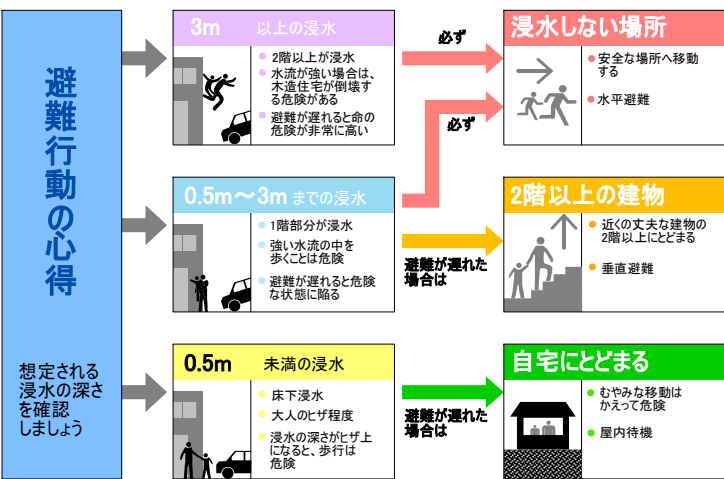 避難行動の心得
想定される
浸水の深さ
を確認
しましょう
3m 以上の浸水
2階以上が浸水
水流が強い場合は、
木造住宅が倒壊す
る危険がある
避難が遅れると命の
危険が非常に高い
必ず
必ず
浸水しない場所
安全な場所へ移動
する
水平避難
0.5m～3m までの浸水
1階部分が浸水
強い水流の中を
歩くことは危険
避難が遅れると危険
な状態に陥る
避難が遅れた
場合は
2階以上の建物
近くの丈夫な建物の
2階以上にとどまる
垂直避難
0.5m 未満の浸水
床下浸水
大人のヒザ程度
浸水の深さがヒザ上
になると、歩行は
危険
避難が遅れた
場合は
自宅にとどまる
むやみな移動は
かえって危険
屋内待機